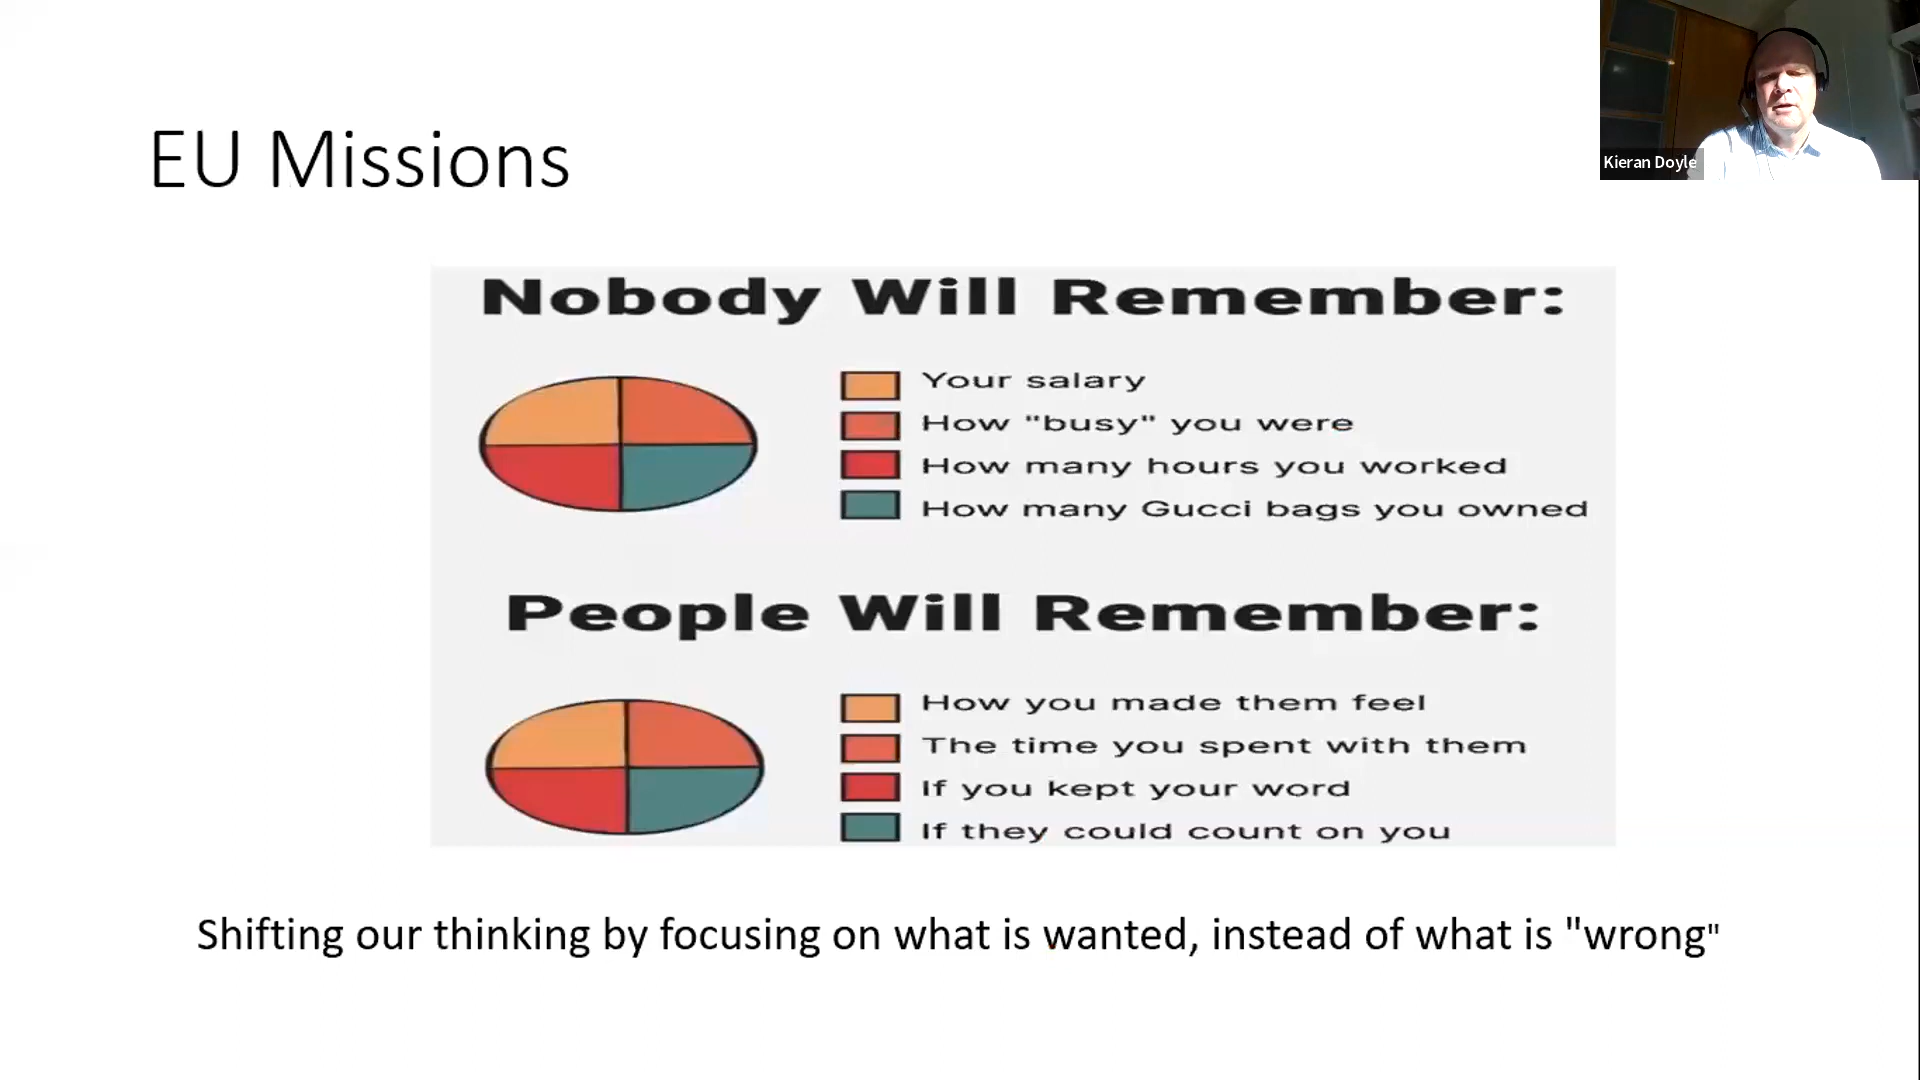 EU Missions
Kieran Doyle
Nobody Will Remember:
Your salary
How "busy" you were
How many hours you worked
How many Gucci bags you owned
People Will Remember:
How you made them feel
The time you spent with them
If you kept your word
If they could count on you
Shifting our thinking by focusing on what is wanted, instead of what is "wrong"